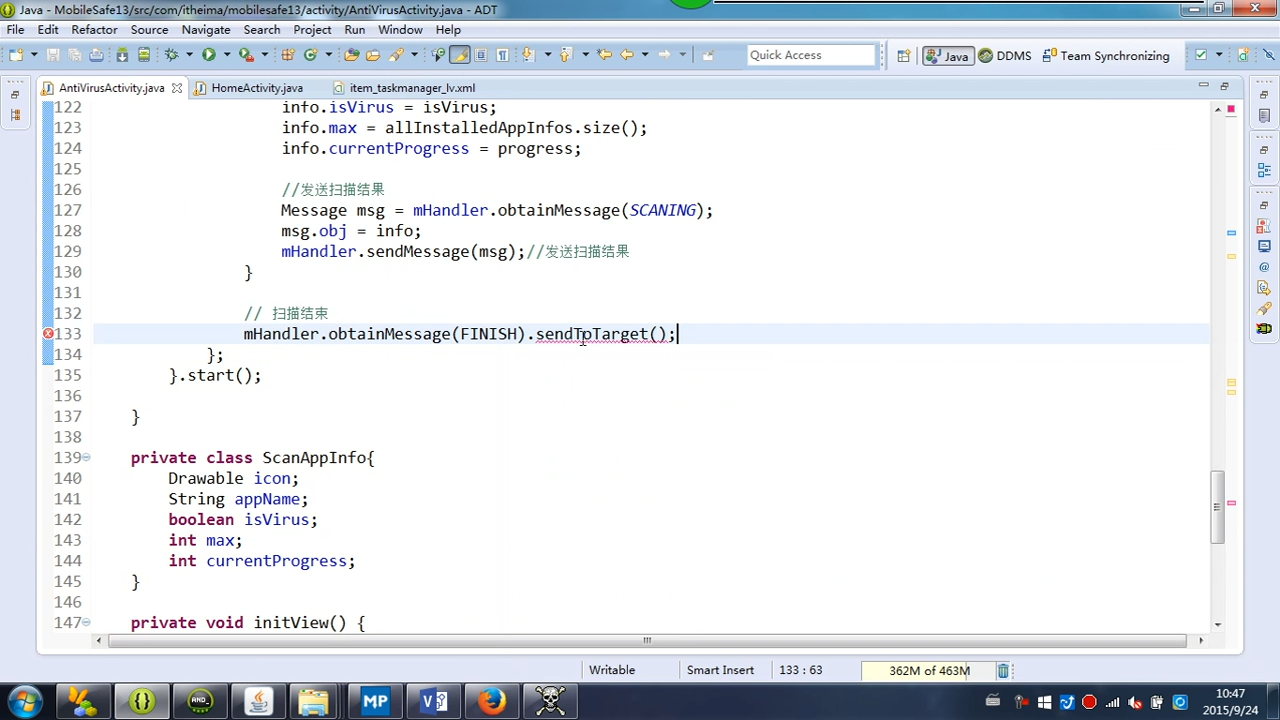 Java - MobileSafe13/src/com/itheima/mobilesafe13/activity/AntiVirusActivity.java - ADT
File Edit Refactoring Source Navigate Search Project Run Window Help
Quick Access
Java
DDMS
Team Synchronizing
AntiVirusActivity.java
HomeActivity.java
item_taskmanager_lv.xml
122 info.isVirus = isVirus;
123 info.max = allInstalledAppInfos.size();
124 info.currentProgress = progress;
125
126 //发送扫描结果
127 Message msg = mHandler.obtainMessage(SCANING);
128 msg.obj = info;
129 mHandler.sendMessage(msg);//发送扫描结果
130 }
131
132 // 扫描结束
133 mHandler.obtainMessage(FINISH).sendToTarget();
134 };
135 }.start();
136
137 }
138
139 private class ScanAppInfo{
140 Drawable icon;
141 String appName;
142 boolean isVirus;
143 int max;
144 int currentProgress;
145 }
146
147 private void initView() {
Writable
Smart Insert
133 : 63
362M of 463M
MP
10:47
2015/9/24